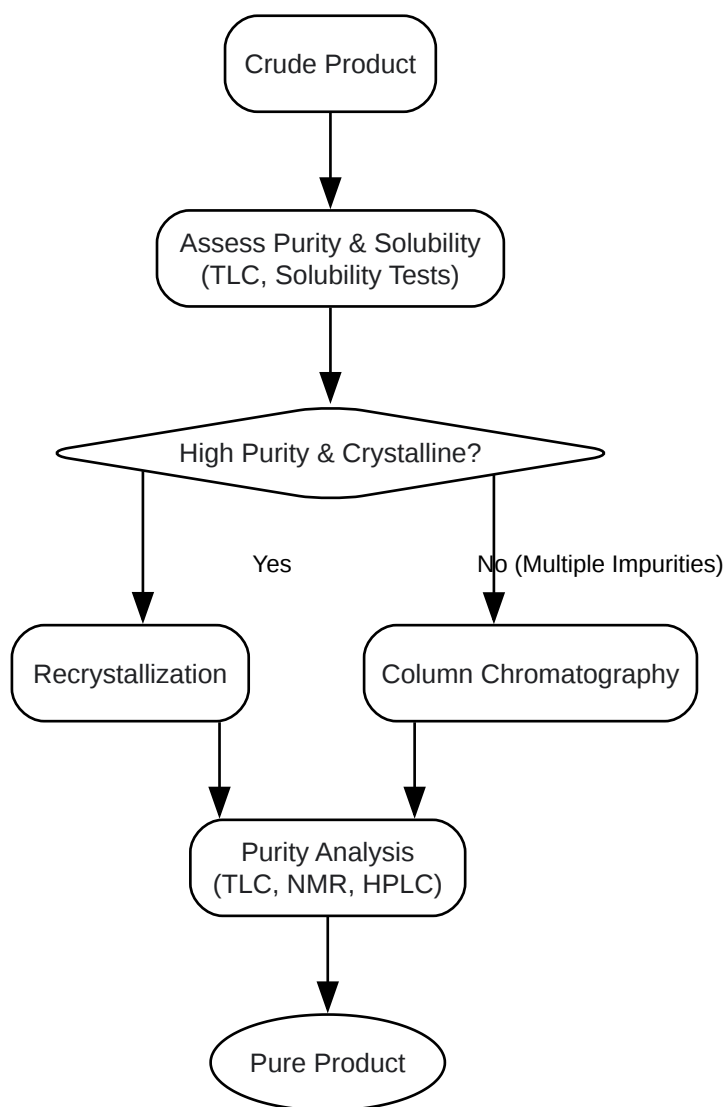 Crude Product
Assess Purity & Solubility
(TLC, Solubility Tests)
High Purity & Crystalline?
Yes
No (Multiple Impurities)
Recrystallization
Column Chromatography
Purity Analysis
(TLC, NMR, HPLC)
Pure Product